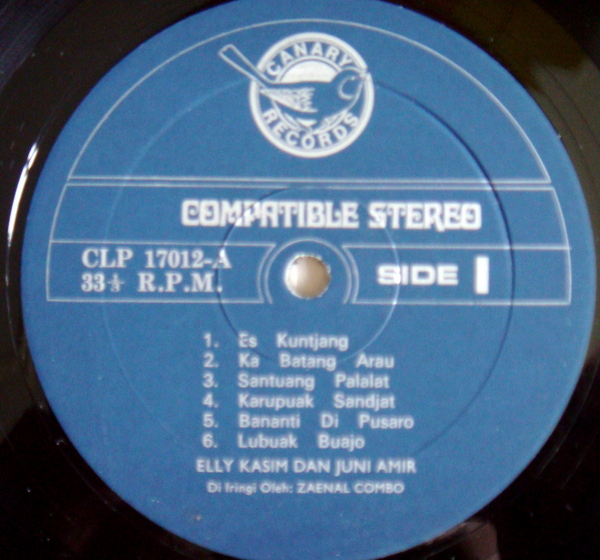 CANARY
RECORDS
COMPATIBLE STEREO
CLP 17012-A
33⅓ R.P.M.
SIDE 1
1. Es Kuntjang
2. Ka Batang Arau
3. Santuang Palalat
4. Karupuak Sandjat
5. Bananti Di Pusaro
6. Lubuak Buajo
ELLY KASIM DAN JUNI AMIR
Di Iringi Oleh: ZAENAL COMBO